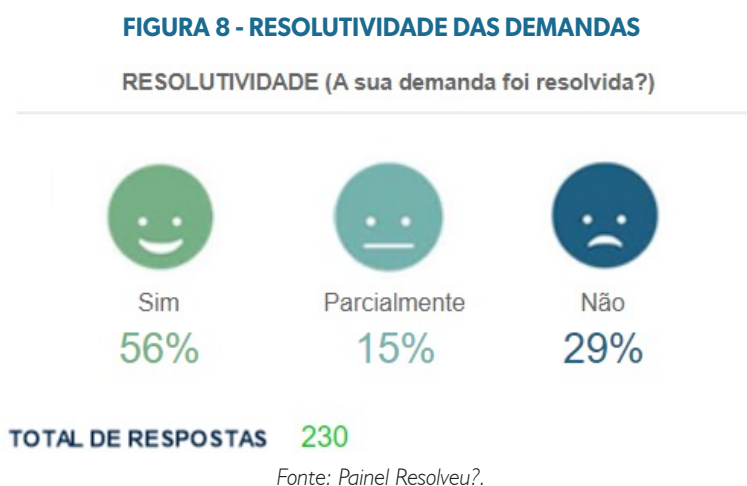 FIGURA 8 - RESOLUTIVIDADE DAS DEMANDAS
RESOLUTIVIDADE (A sua demanda foi resolvida?)
Sim Parcialmente Não
56% 15% 29%
TOTAL DE RESPOSTAS 230
Fonte: Painel Resolveu?.